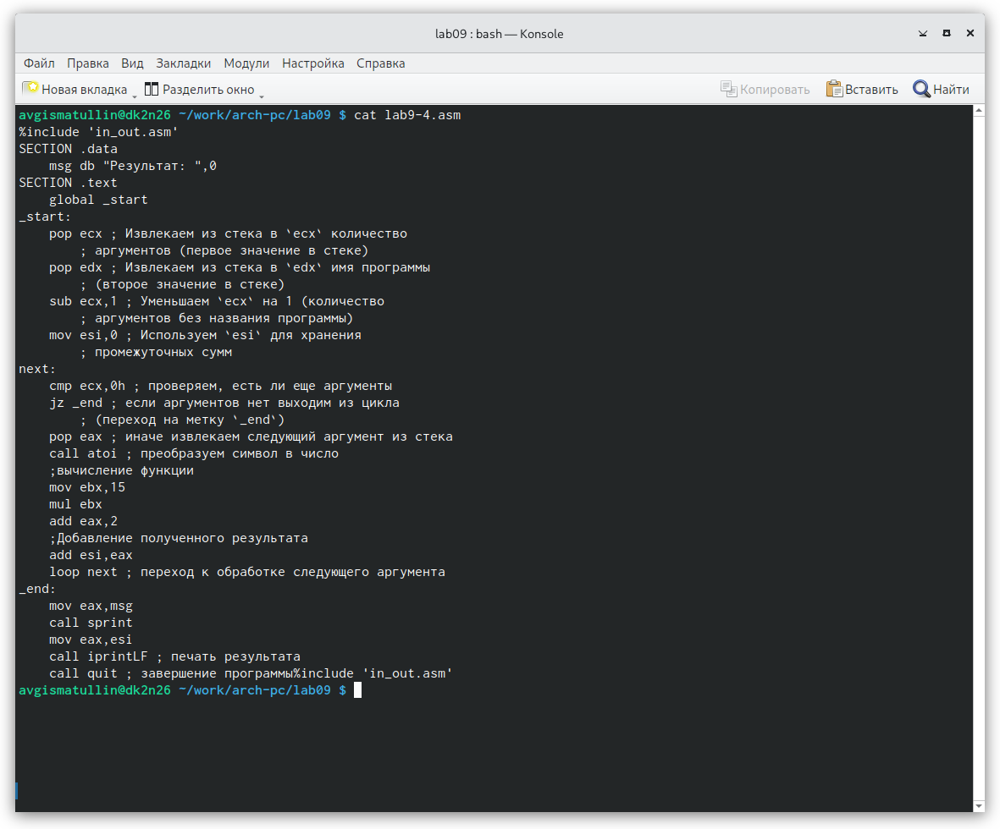 lab09 : bash — Konsole
Файл Правка Вид Закладки Модули Настройка Справка
Новая вкладка Разделить окно Копировать Вставить Найти
avgismatullin@dk2n26 ~/work/arch-pc/lab09 $ cat lab9-4.asm
%include 'in_out.asm'
SECTION .data
    msg db "Результат: ",0
SECTION .text
    global _start
_start:
    pop ecx ; Извлекаем из стека в `ecx` количество
        ; аргументов (первое значение в стеке)
    pop edx ; Извлекаем из стека в `edx` имя программы
        ; (второе значение в стеке)
    sub ecx,1 ; Уменьшаем `ecx` на 1 (количество
        ; аргументов без названия программы)
    mov esi,0 ; Используем `esi` для хранения
        ; промежуточных сумм
next:
    cmp ecx,0h ; проверяем, есть ли еще аргументы
    jz _end ; если аргументов нет выходим из цикла
        ; (переход на метку `_end`)
    pop eax ; иначе извлекаем следующий аргумент из стека
    call atoi ; преобразуем символ в число
    ;вычисление функции
    mov ebx,15
    mul ebx
    add eax,2
    ;Добавление полученного результата
    add esi,eax
    loop next ; переход к обработке следующего аргумента
_end:
    mov eax,msg
    call sprint
    mov eax,esi
    call iprintLF ; печать результата
    call quit ; завершение программы%include 'in_out.asm'
avgismatullin@dk2n26 ~/work/arch-pc/lab09 $